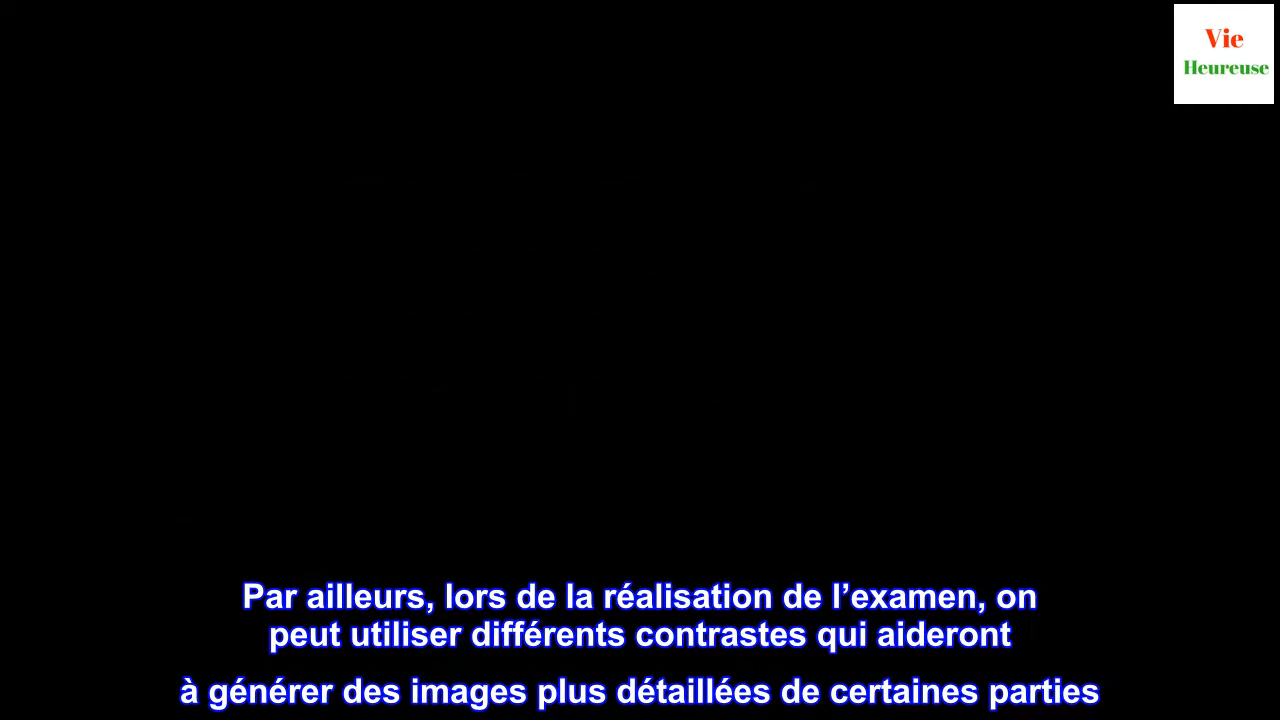 Vie
Heureuse
Par ailleurs, lors de la réalisation de l’examen, on
peut utiliser différents contrastes qui aideront
à générer des images plus détaillées de certaines parties